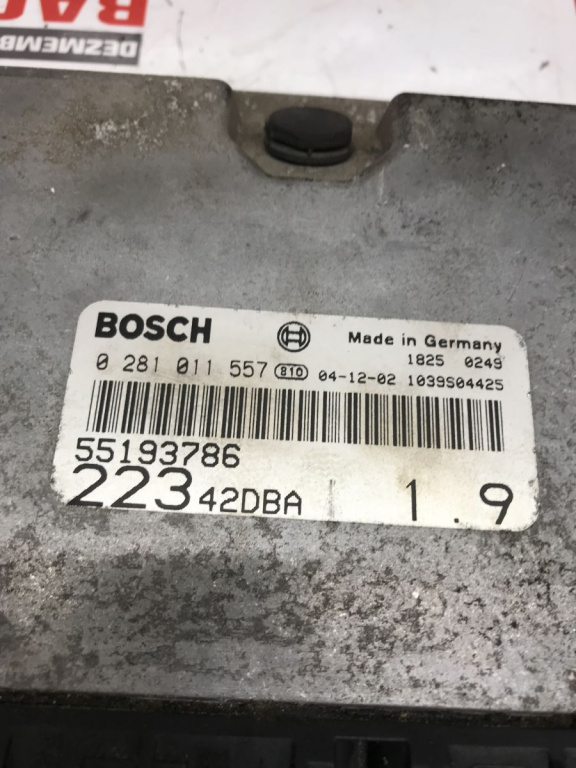 BA
DEZMEMB
BOSCH
Made in Germany
1825 0249
0 281 011 557 810 04-12-02 1039S04425
55193786
223 42DBA 1.9